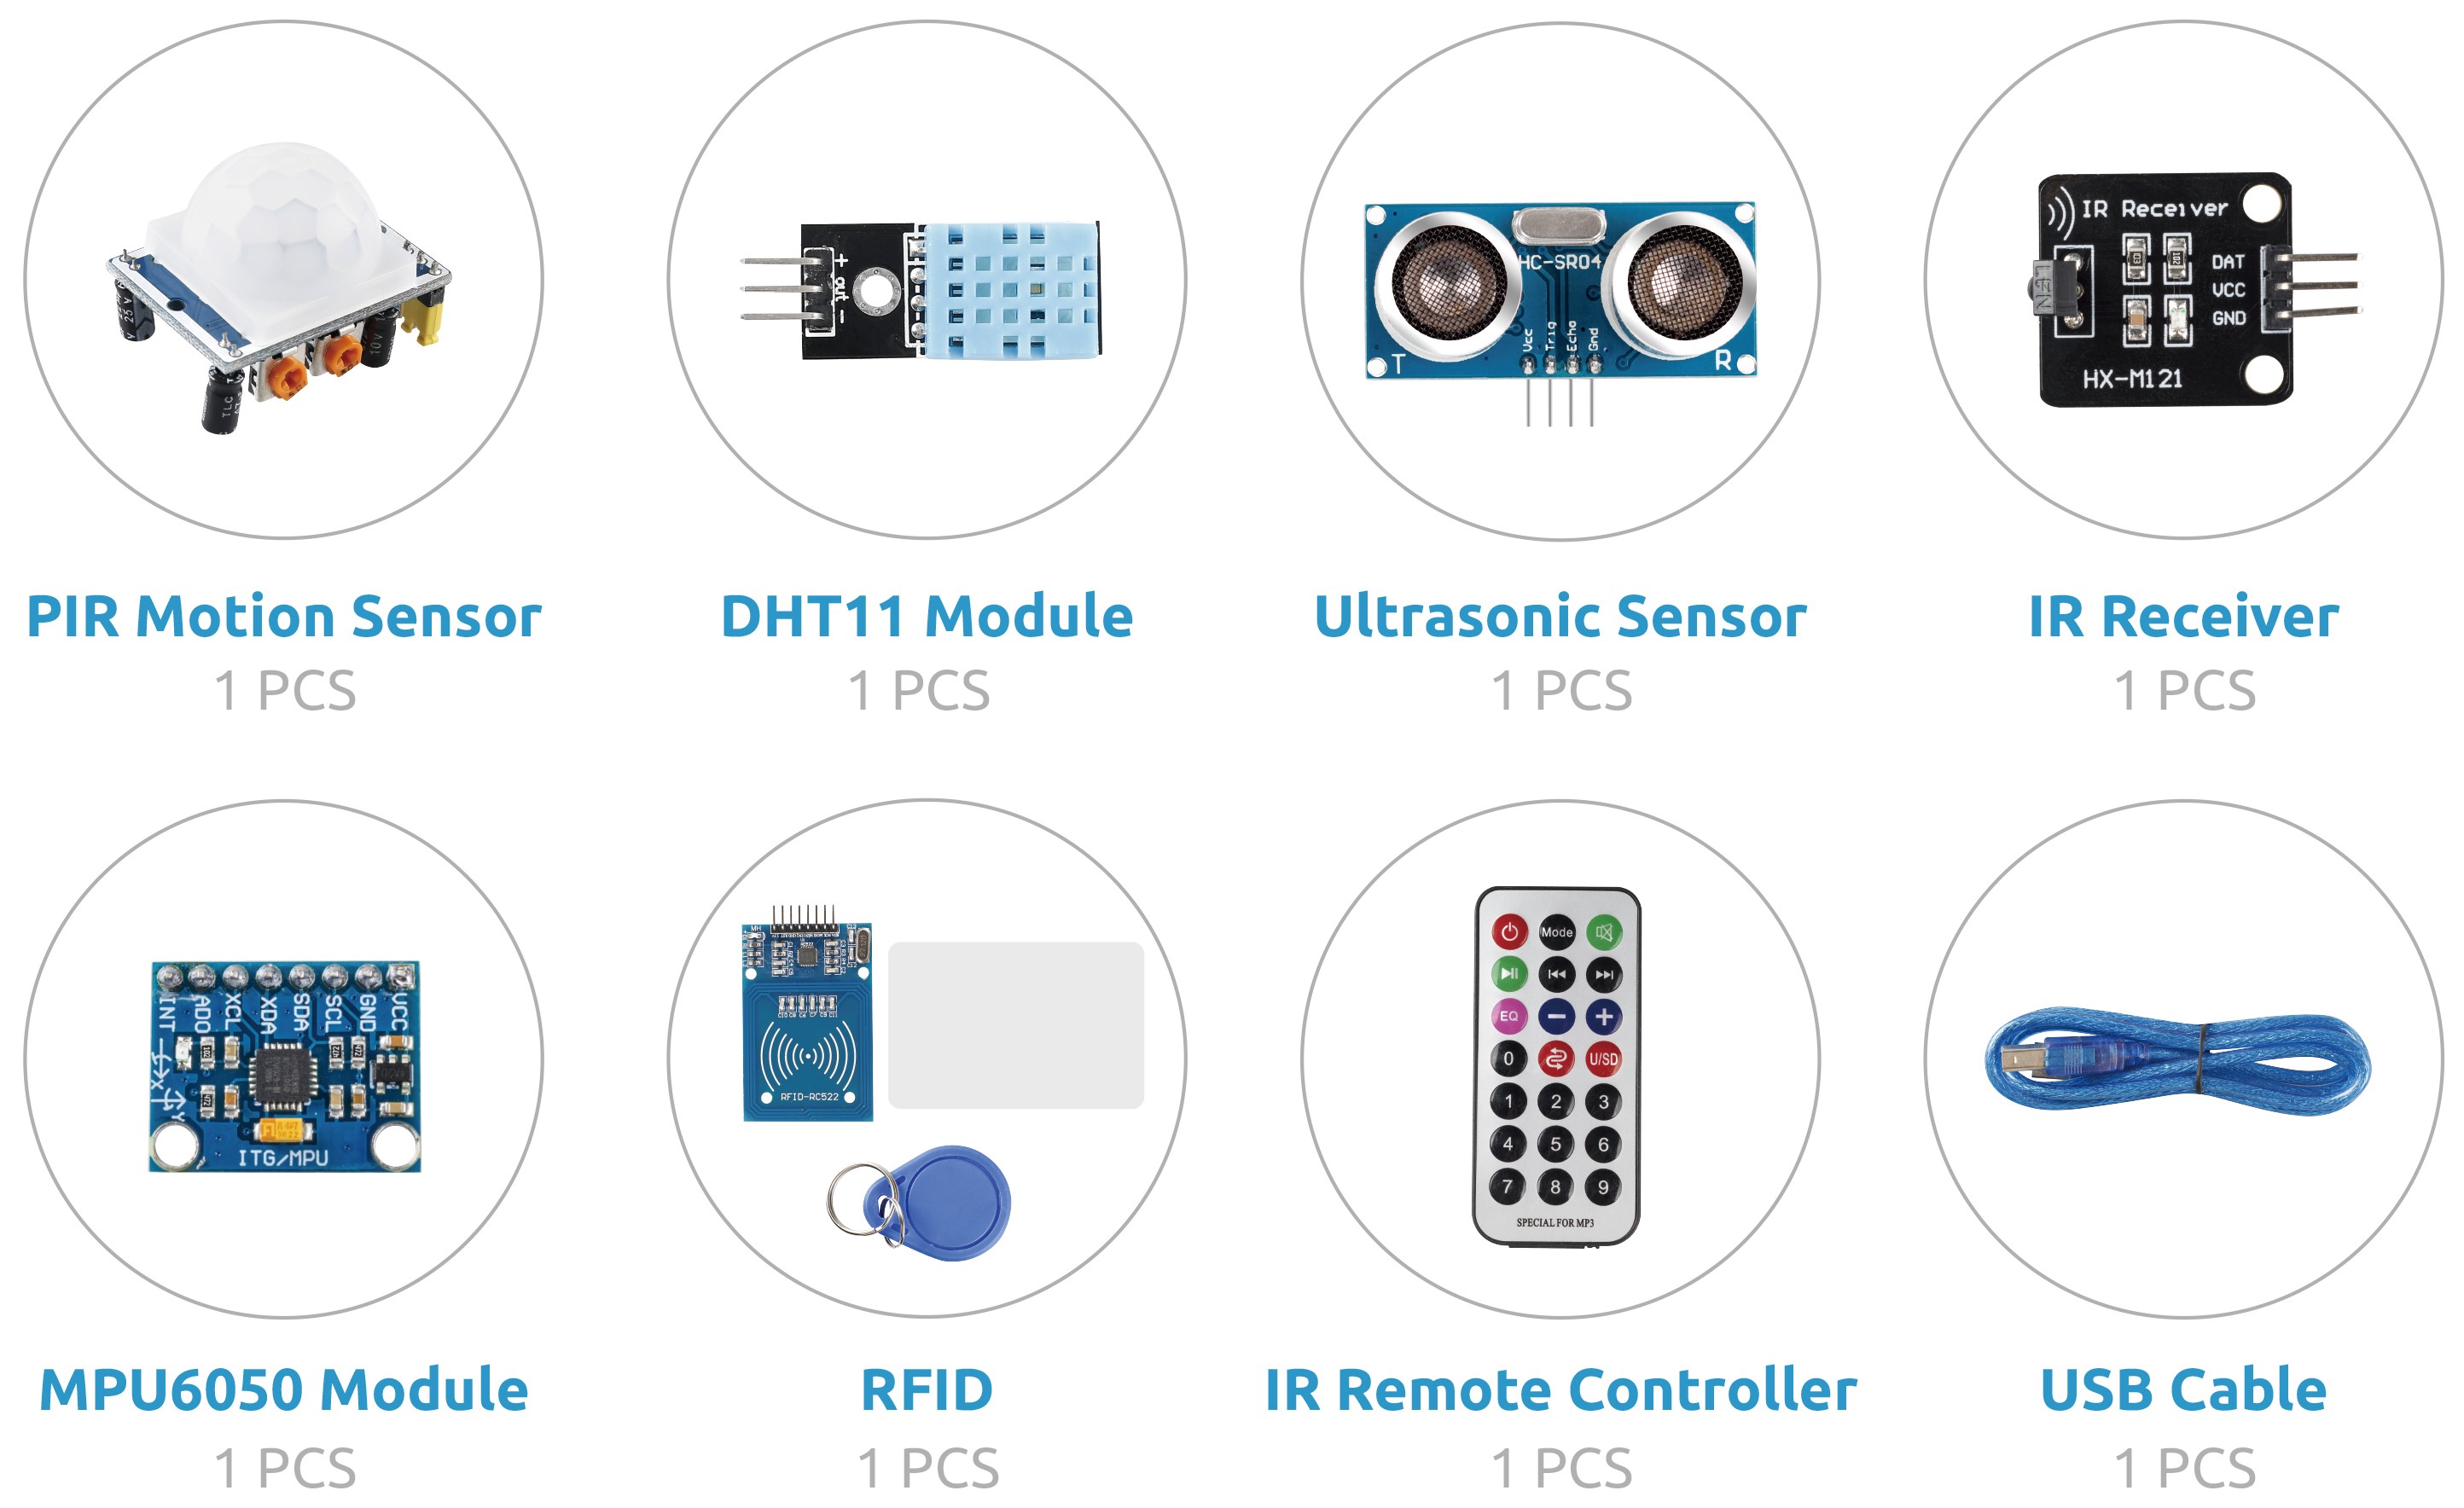 IR Receiver
DAT
VCC
GND
HX-M121
+
out
-
HC-SR04
Vcc
Trig
Echo
Gnd
T
R
PIR Motion Sensor
DHT11 Module
Ultrasonic Sensor
IR Receiver
1 PCS
1 PCS
1 PCS
1 PCS
INT
ADO
XCL
XDA
SDA
SCL
GND
VCC
X
Y
ITG/MPU
RFID-RC522
Mode
EQ
0
U/SD
1 2 3
4 5 6
7 8 9
SPECIAL FOR MP3
MPU6050 Module
RFID
IR Remote Controller
USB Cable
1 PCS
1 PCS
1 PCS
1 PCS